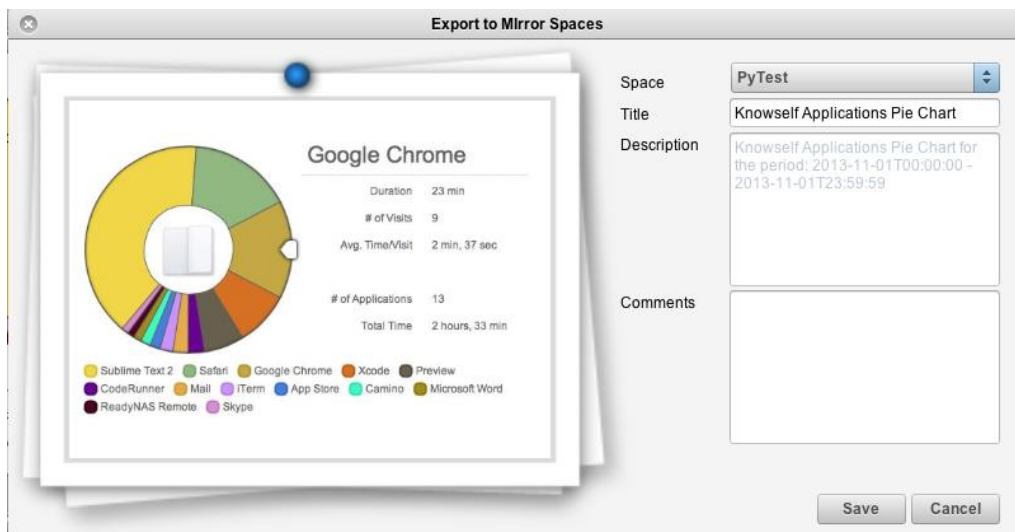 Export to MIrror Spaces
Google Chrome
Duration 23 min
# of Visits 9
Avg. Time/Visit 2 min, 37 sec
# of Applications 13
Total Time 2 hours, 33 min
Sublime Text 2 Safari Google Chrome Xcode Preview
CodeRunner Mail iTerm App Store Camino Microsoft Word
ReadyNAS Remote Skype
Space PyTest
Title Knowself Applications Pie Chart
Description Knowself Applications Pie Chart for
the period: 2013-11-01T00:00:00 -
2013-11-01T23:59:59
Comments
Save Cancel